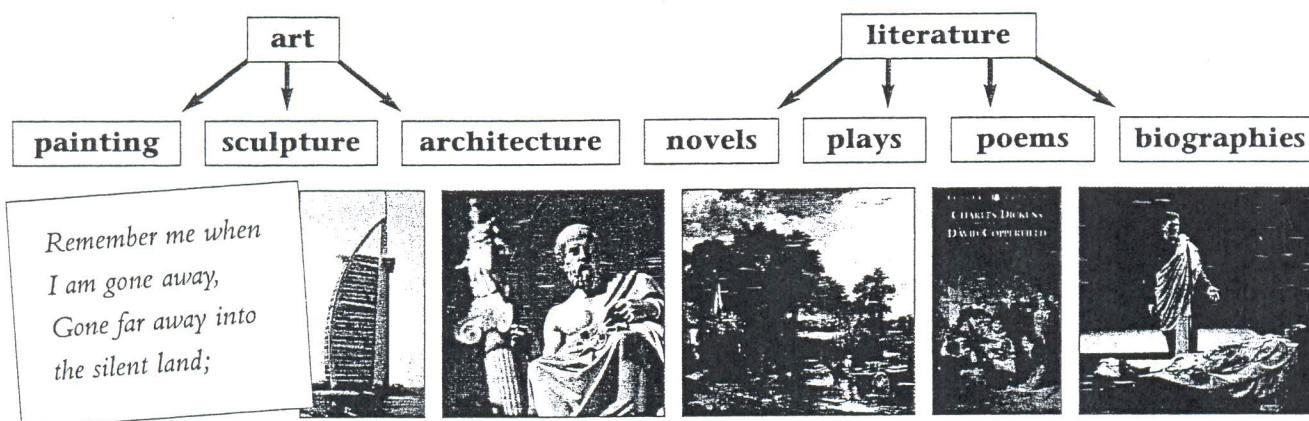 art
literature
painting
sculpture
architecture
novels
plays
poems
biographies
Remember me when
I am gone away,
Gone far away into
the silent land;
CHARLES DICKENS
DAVID COPPERFIELD